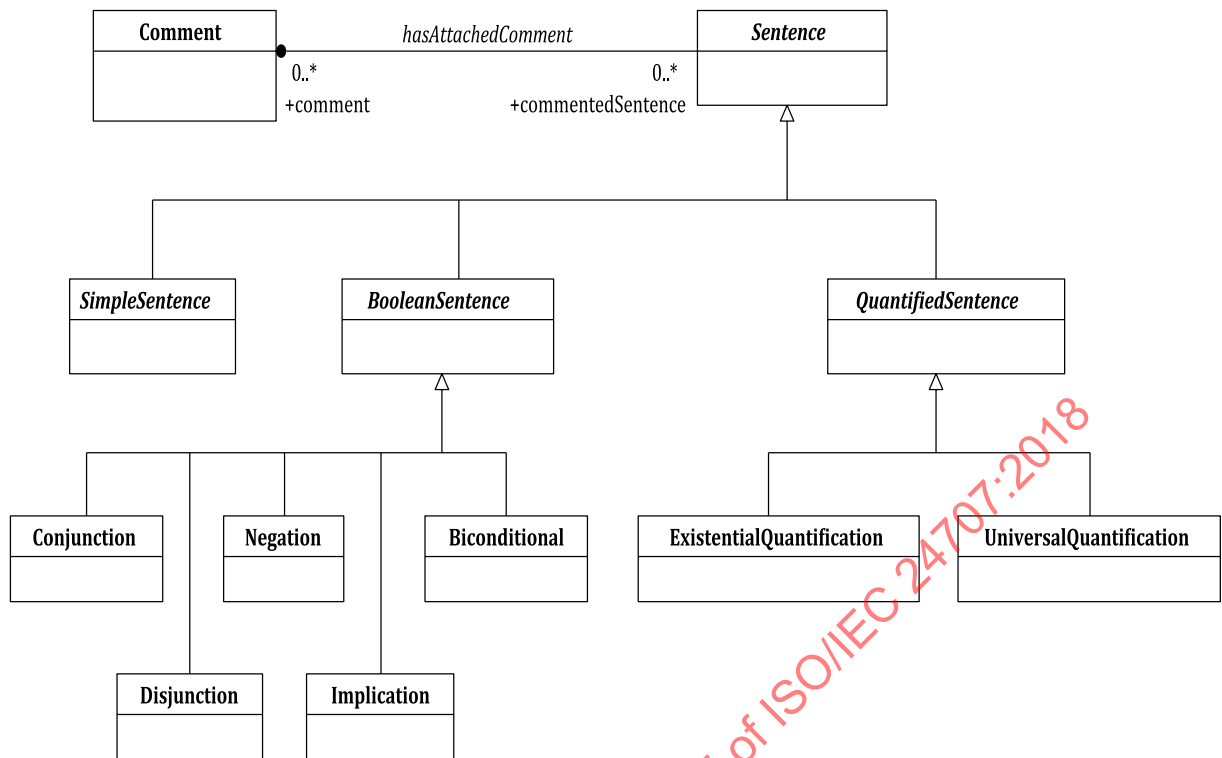 Comment
hasAttachedComment
Sentence
0..*
0..*
+comment
+commentedSentence
SimpleSentence
BooleanSentence
QuantifiedSentence
Conjunction
Negation
Biconditional
ExistentialQuantification
UniversalQuantification
Disjunction
Implication
of ISO/IEC 24707:2018